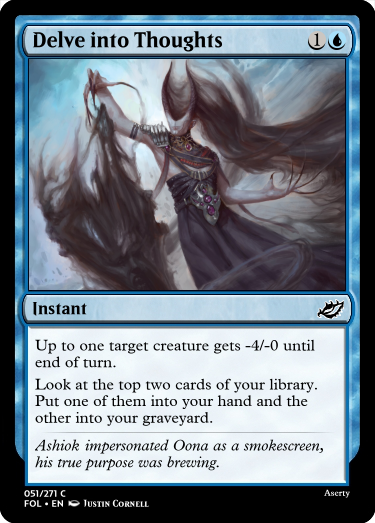 Delve into Thoughts 1
Instant
Up to one target creature gets -4/-0 until
end of turn.
Look at the top two cards of your library.
Put one of them into your hand and the
other into your graveyard.
Ashiok impersonated Oona as a smokescreen,
his true purpose was brewing.
051/271 C
FOL • EN Justin Cornell Aserty